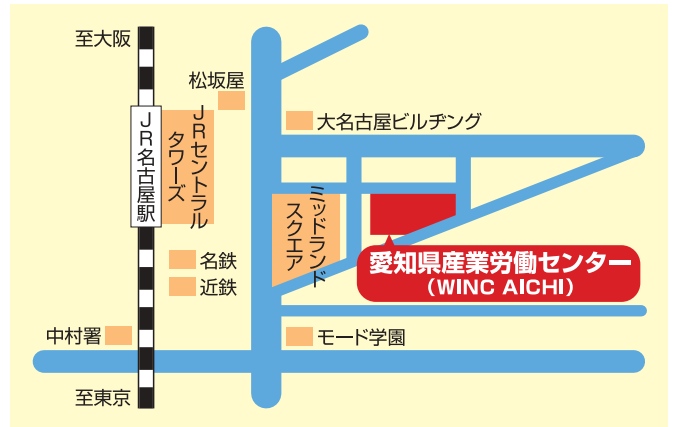 至大阪
松坂屋
大名古屋ビルヂング
JR名古屋駅
JRセントラル
タワーズ
ミッドランド
スクエア
愛知県産業労働センター
(WINC AICHI)
名鉄
近鉄
中村署
モード学園
至東京